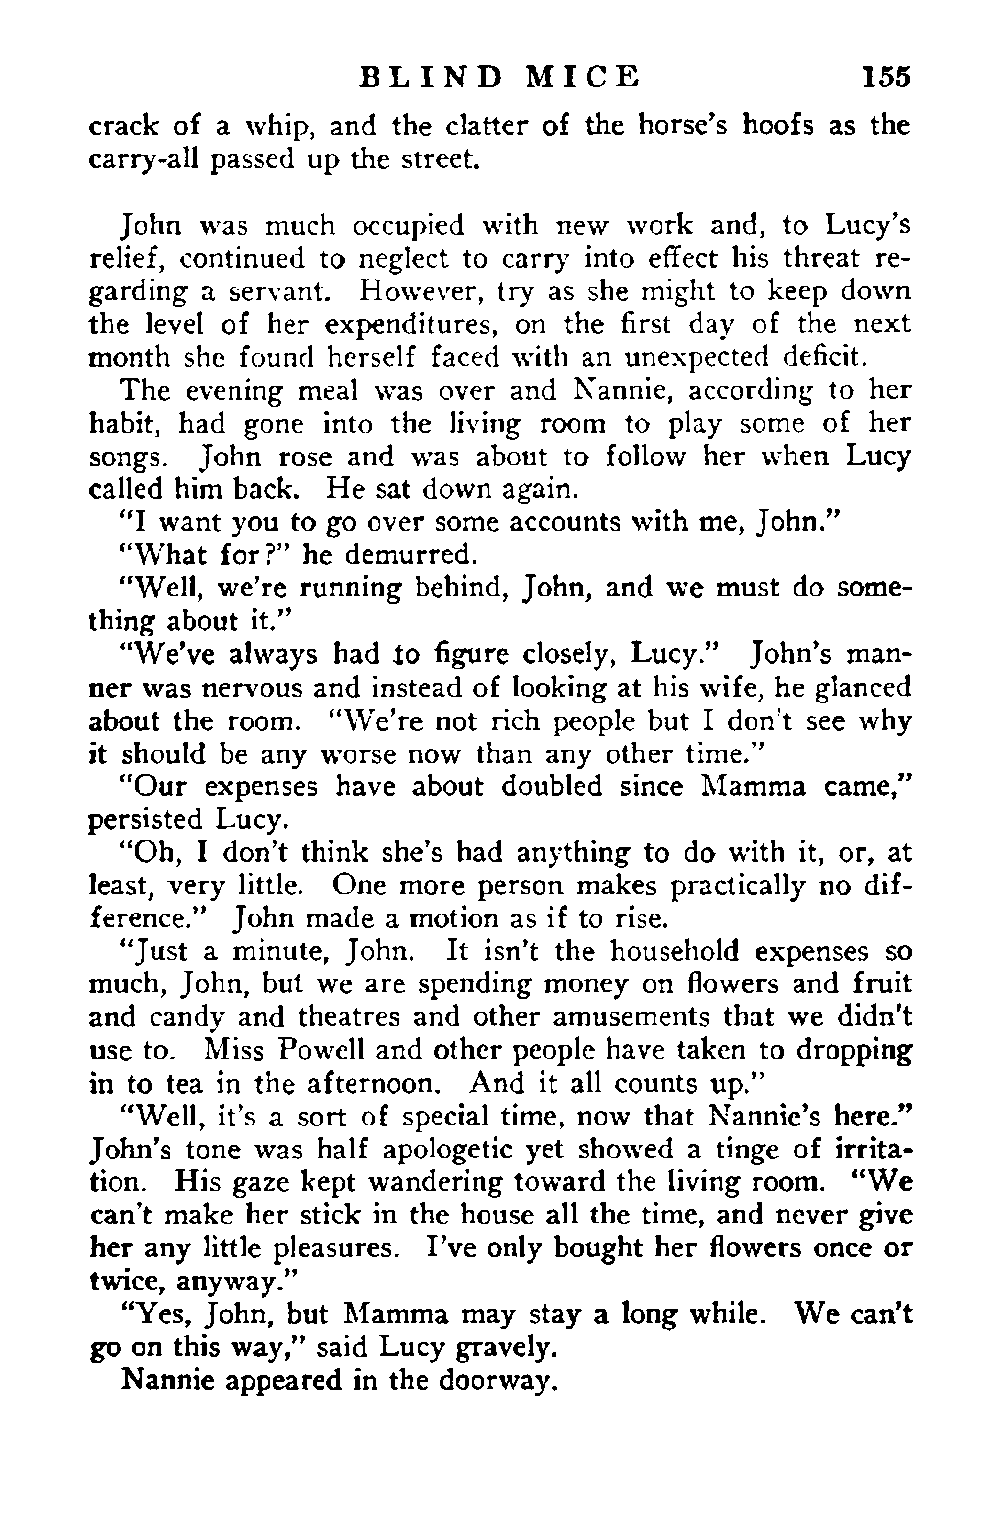 BLIND MICE 155
crack of a whip, and the clatter of the horse's hoofs as the
carry-all passed up the street.
John was much occupied with new work and, to Lucy's
relief, continued to neglect to carry into effect his threat re-
garding a servant. However, try as she might to keep down
the level of her expenditures, on the first day of the next
month she found herself faced with an unexpected deficit.
The evening meal was over and Nannie, according to her
habit, had gone into the living room to play some of her
songs. John rose and was about to follow her when Lucy
called him back. He sat down again.
"I want you to go over some accounts with me, John."
"What for?" he demurred.
"Well, we're running behind, John, and we must do some-
thing about it."
"We've always had to figure closely, Lucy." John's man-
ner was nervous and instead of looking at his wife, he glanced
about the room. "We're not rich people but I don't see why
it should be any worse now than any other time."
"Our expenses have about doubled since Mamma came,"
persisted Lucy.
"Oh, I don't think she's had anything to do with it, or, at
least, very little. One more person makes practically no dif-
ference." John made a motion as if to rise.
"Just a minute, John. It isn't the household expenses so
much, John, but we are spending money on flowers and fruit
and candy and theatres and other amusements that we didn't
use to. Miss Powell and other people have taken to dropping
in to tea in the afternoon. And it all counts up."
"Well, it's a sort of special time, now that Nannie's here."
John's tone was half apologetic yet showed a tinge of irrita-
tion. His gaze kept wandering toward the living room. "We
can't make her stick in the house all the time, and never give
her any little pleasures. I've only bought her flowers once or
twice, anyway."
"Yes, John, but Mamma may stay a long while. We can't
go on this way," said Lucy gravely.
Nannie appeared in the doorway.